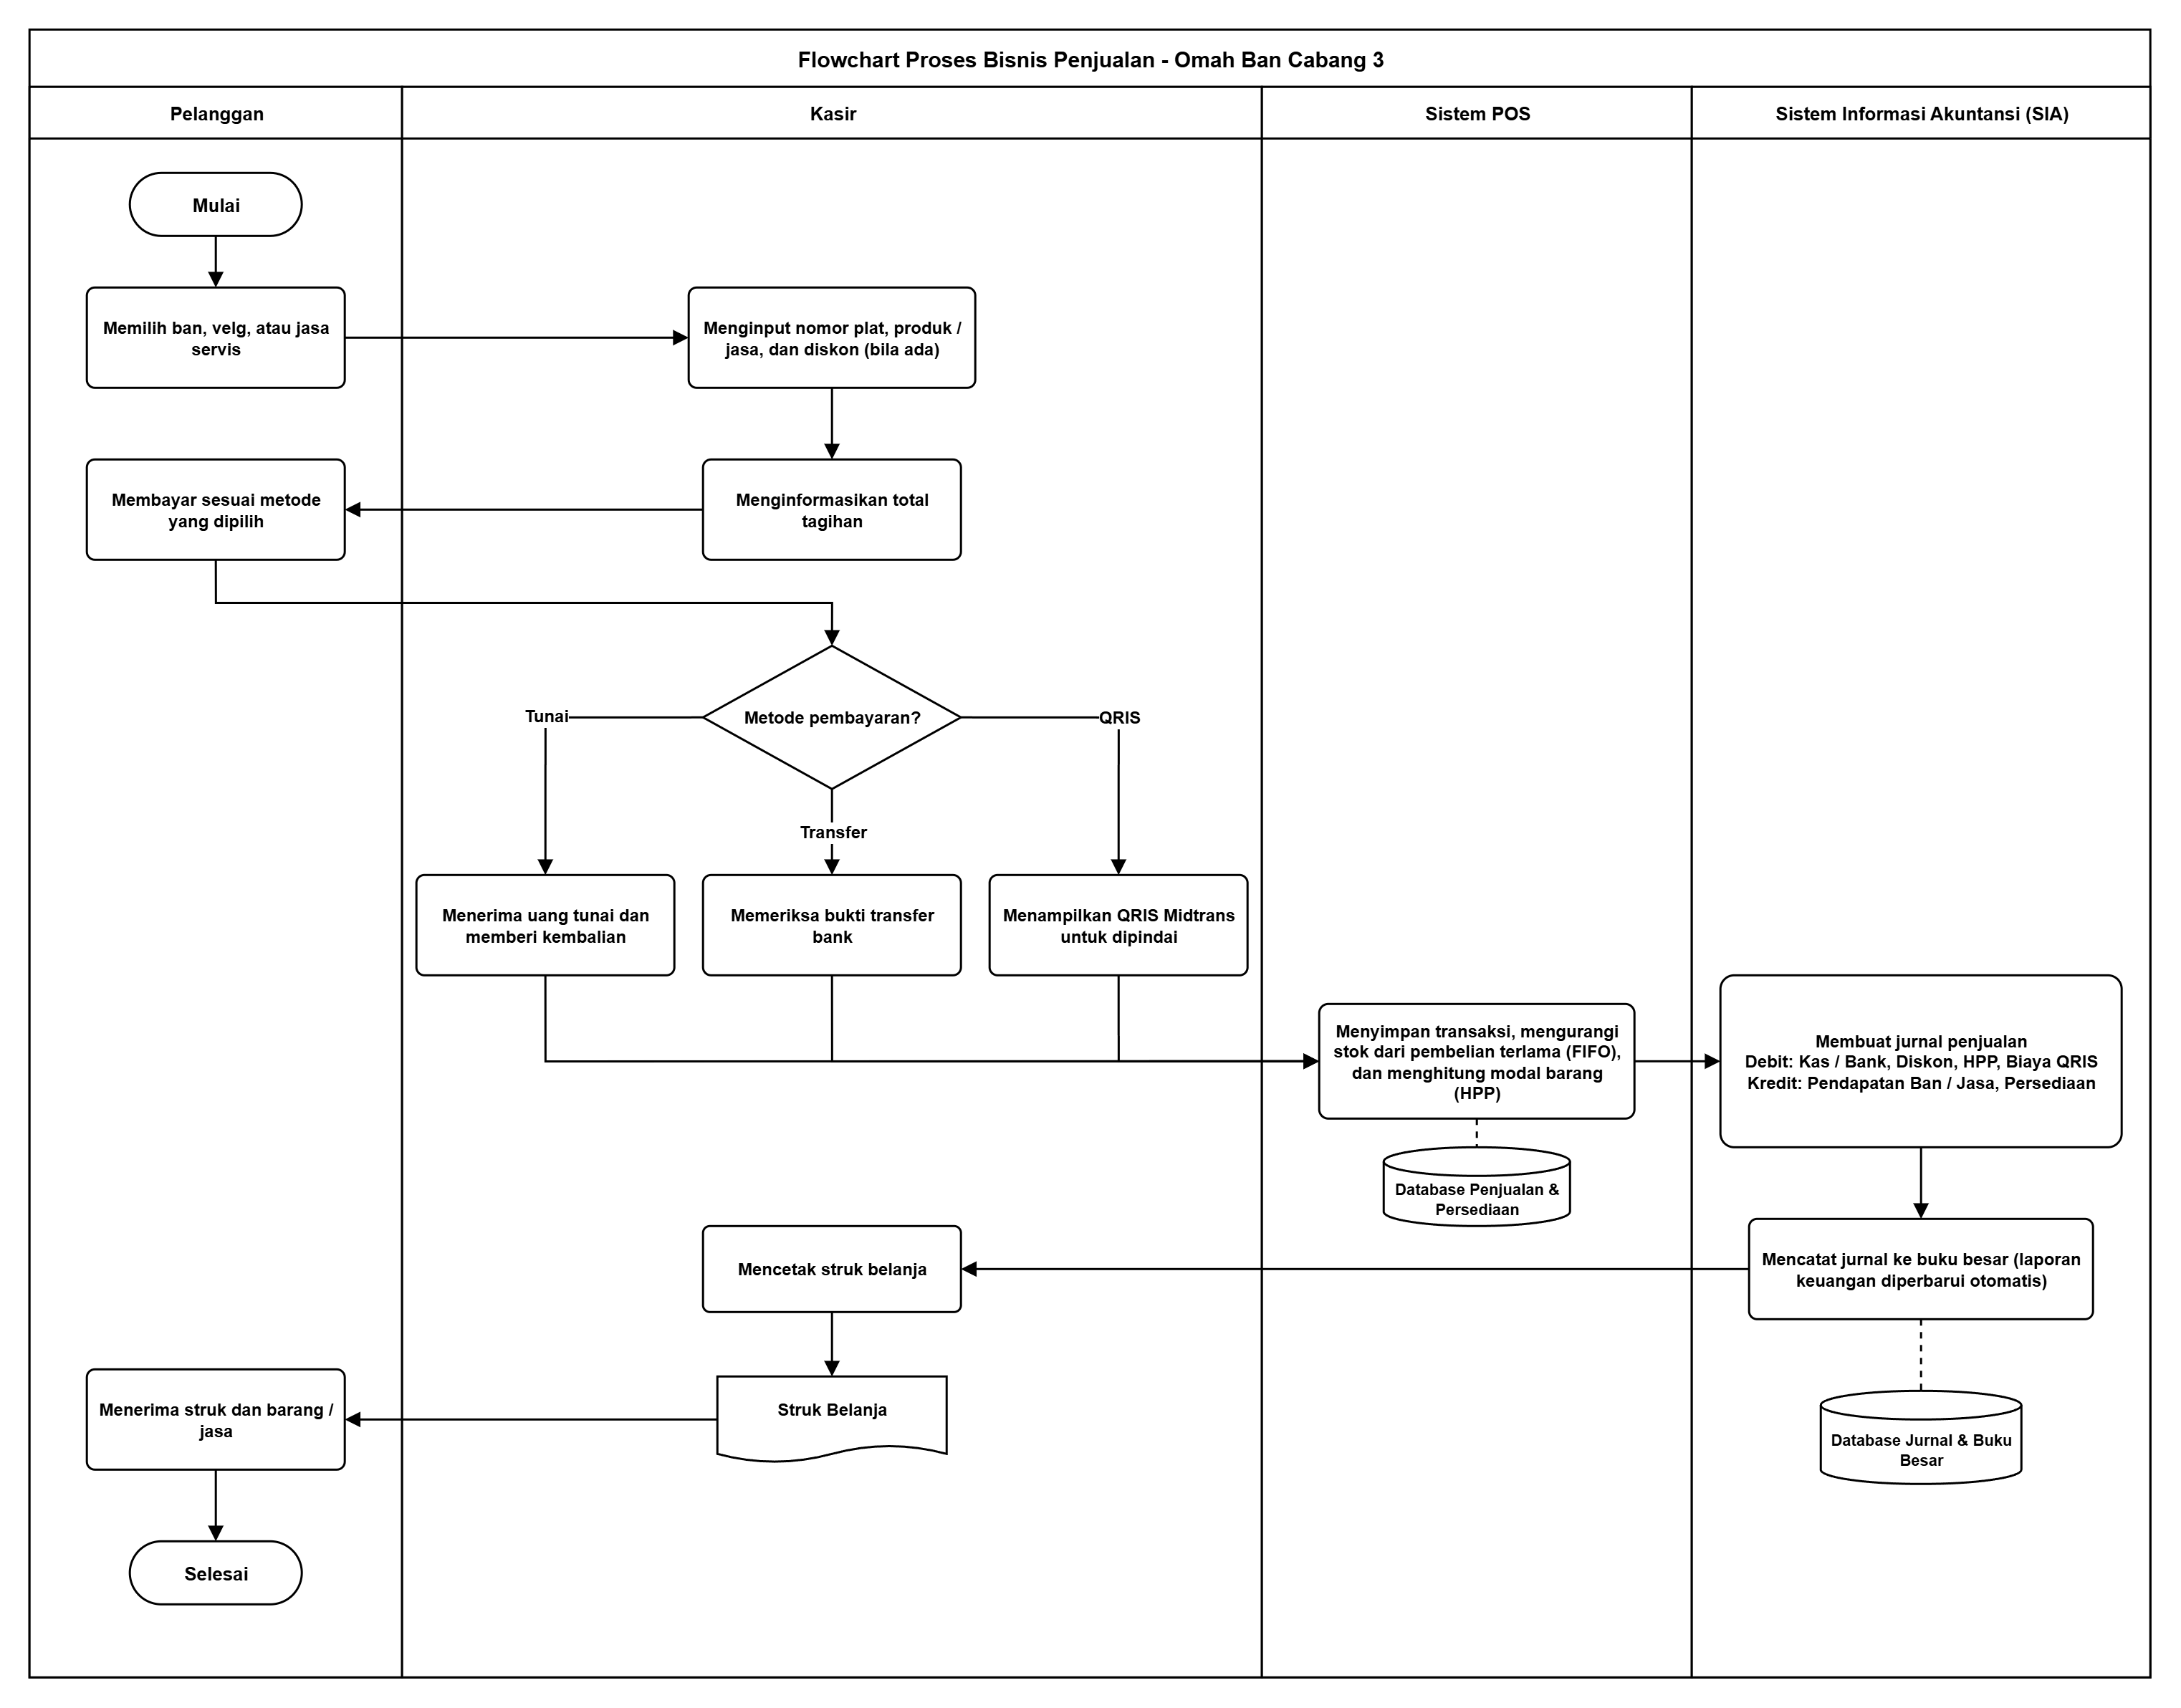 Flowchart Proses Bisnis Penjualan - Omah Ban Cabang 3
Pelanggan
Kasir
Sistem POS
Sistem Informasi Akuntansi (SIA)
Mulai
Memilih ban, velg, atau jasa
servis
Menginput nomor plat, produk /
jasa, dan diskon (bila ada)
Membayar sesuai metode
yang dipilih
Menginformasikan total
tagihan
Metode pembayaran?
Tunai
QRIS
Transfer
Menerima uang tunai dan
memberi kembalian
Memeriksa bukti transfer
bank
Menampilkan QRIS Midtrans
untuk dipindai
Menyimpan transaksi, mengurangi
stok dari pembelian terlama (FIFO),
dan menghitung modal barang
(HPP)
Membuat jurnal penjualan
Debit: Kas / Bank, Diskon, HPP, Biaya QRIS
Kredit: Pendapatan Ban / Jasa, Persediaan
Database Penjualan &
Persediaan
Mencetak struk belanja
Mencatat jurnal ke buku besar (laporan
keuangan diperbarui otomatis)
Menerima struk dan barang /
jasa
Struk Belanja
Database Jurnal & Buku
Besar
Selesai